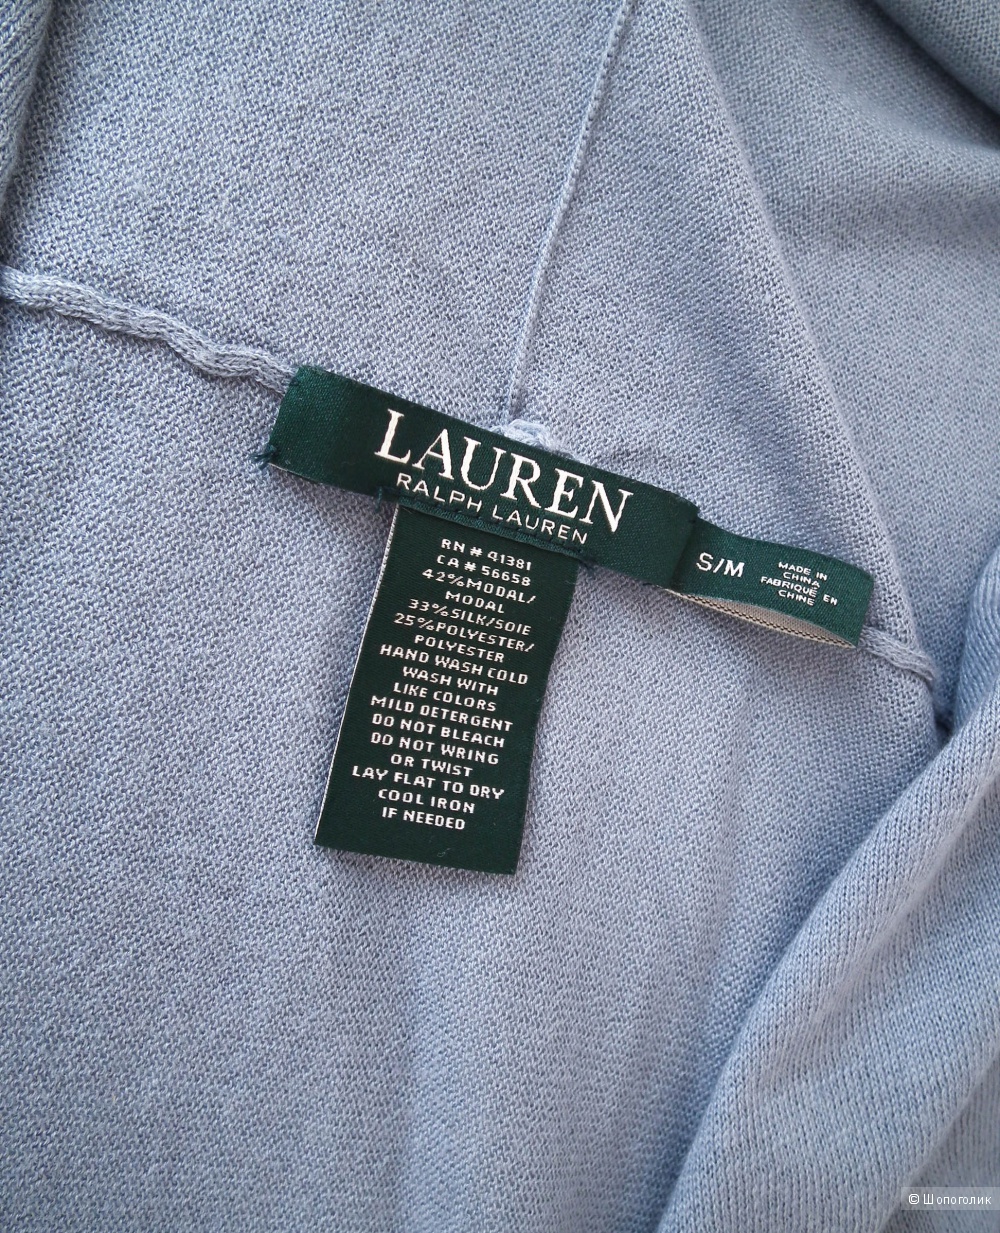 LAUREN
RALPH LAUREN
S/M
MADE IN
CHINA
FABRIQUÉ EN
CHINE
RN # 41381
CA # 56658
42%MODAL/
MODAL
33%SILK/SOIE
25%POLYESTER/
POLYESTER
HAND WASH COLD
WASH WITH
LIKE COLORS
MILD DETERGENT
DO NOT BLEACH
DO NOT WRING
OR TWIST
LAY FLAT TO DRY
COOL IRON
IF NEEDED
© Шопоголик